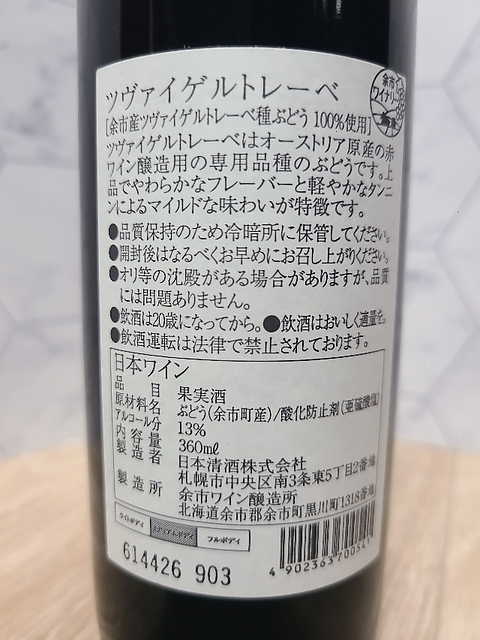 ツヴァイゲルトレーベ
余市
ワイナリー
[余市産ツヴァイゲルトレーベ種ぶどう 100%使用]
ツヴァイゲルトレーベはオーストリア原産の赤
ワイン醸造用の専用品種のぶどうです。上
品でやわらかなフレーバーと軽やかなタンニ
ンによるマイルドな味わいが特徴です。
●品質保持のため冷暗所に保管してください。
●開封後はなるべくお早めにお召し上がりください。
●オリ等の沈殿がある場合がありますが、品質
には問題ありません。
●飲酒は20歳になってから。●飲酒はおいしく適量を。
●飲酒運転は法律で禁止されております。
日本ワイン
品目 果実酒
原材料名 ぶどう(余市町産)/酸化防止剤(亜硫酸塩)
アルコール分 13%
内容量 360mℓ
製造者 日本清酒株式会社
札幌市中央区南3条東5丁目2番地
製造所 余市ワイン醸造所
北海道余市郡余市町黒川町1318番地
ライトボディ ミディアムボディ フルボディ
614426 903
4 902363 700541